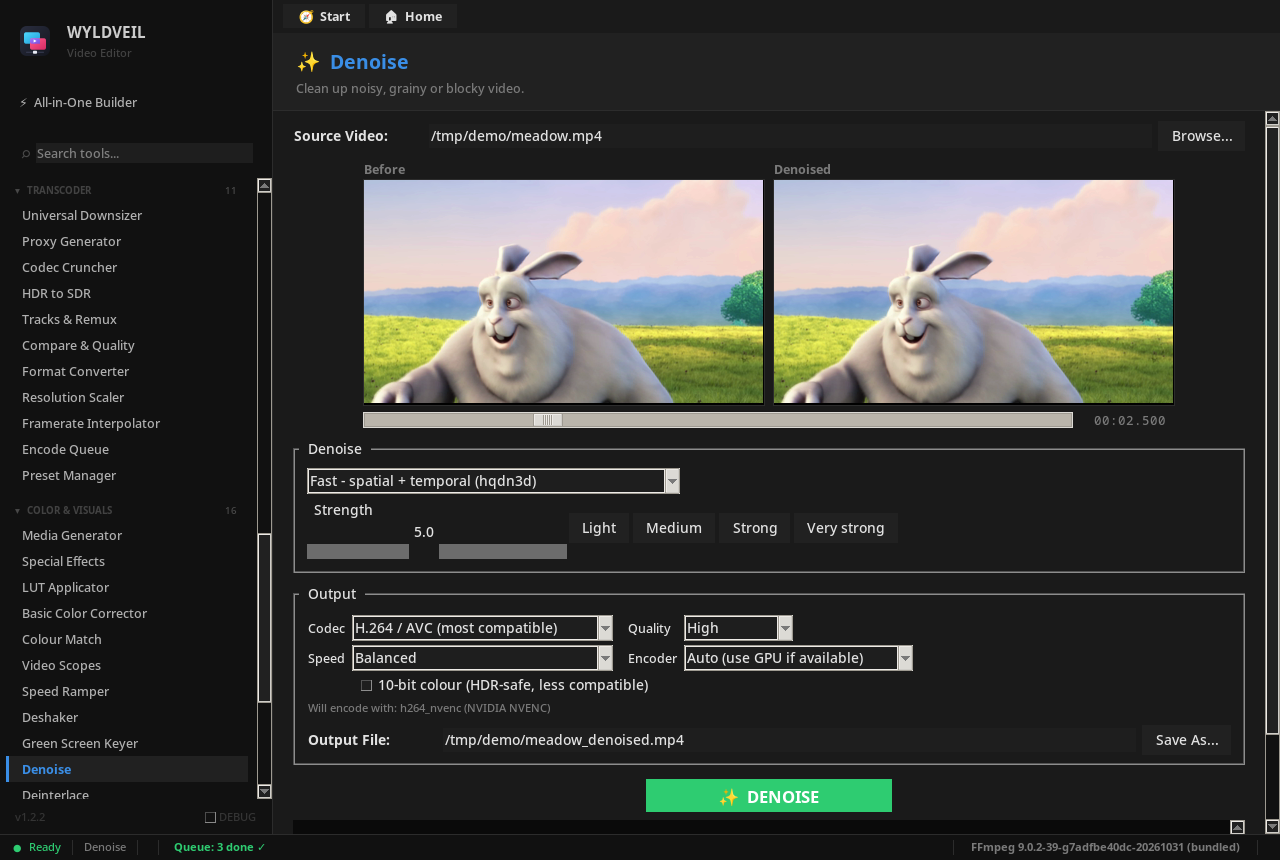 WYLDVEIL
Video Editor
⚡ All-in-One Builder
Search tools...
▾ TRANSCODER 11
Universal Downsizer
Proxy Generator
Codec Cruncher
HDR to SDR
Tracks & Remux
Compare & Quality
Format Converter
Resolution Scaler
Framerate Interpolator
Encode Queue
Preset Manager
▾ COLOR & VISUALS 16
Media Generator
Special Effects
LUT Applicator
Basic Color Corrector
Colour Match
Video Scopes
Speed Ramper
Deshaker
Green Screen Keyer
Denoise
Deinterlace
v1.2.2 DEBUG
🧭 Start 🏠 Home
✨ Denoise
Clean up noisy, grainy or blocky video.
Source Video: /tmp/demo/meadow.mp4 Browse...
Before Denoised
00:02.500
Denoise
Fast - spatial + temporal (hqdn3d)
Strength
5.0 Light Medium Strong Very strong
Output
Codec H.264 / AVC (most compatible) Quality High
Speed Balanced Encoder Auto (use GPU if available)
10-bit colour (HDR-safe, less compatible)
Will encode with: h264_nvenc (NVIDIA NVENC)
Output File: /tmp/demo/meadow_denoised.mp4 Save As...
✨ DENOISE
● Ready Denoise Queue: 3 done ✓ FFmpeg 9.0.2-39-g7adfbe40dc-20261031 (bundled)